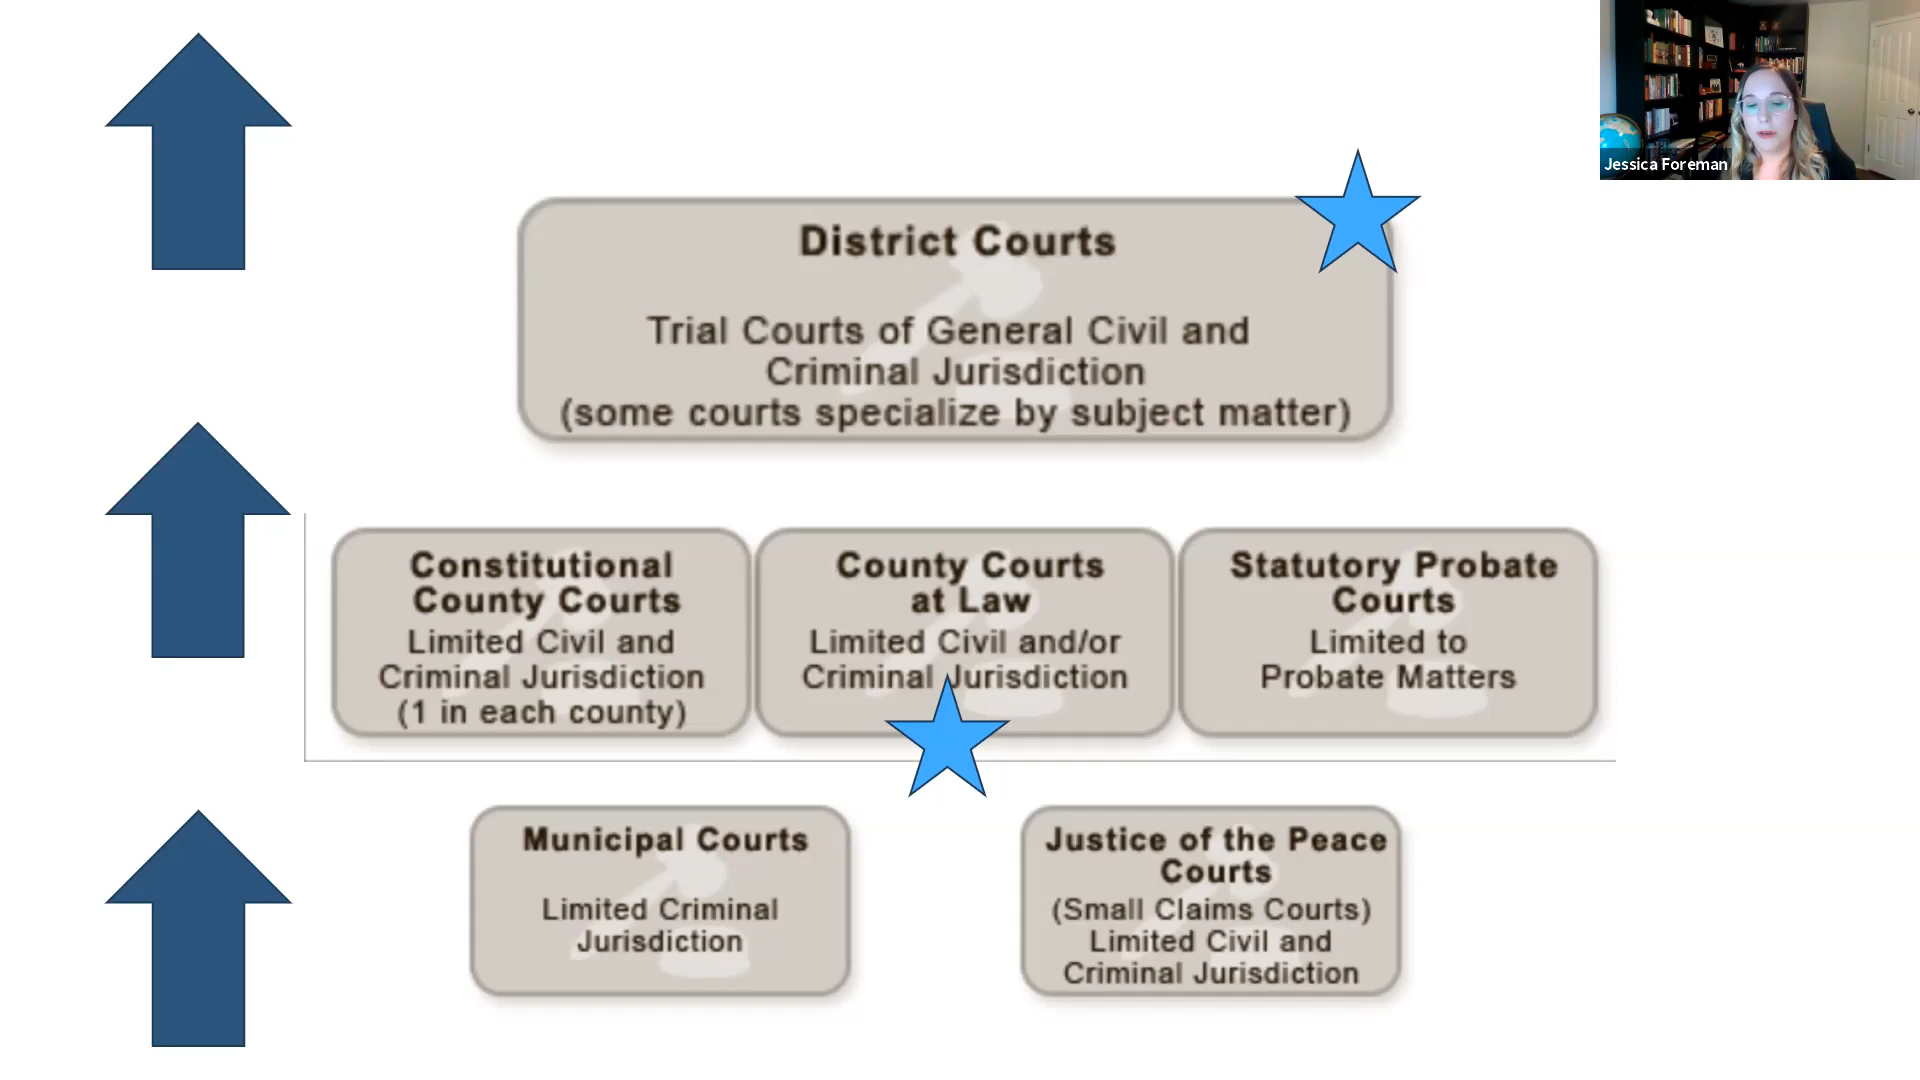 Jessica Foreman
District Courts
Trial Courts of General Civil and
Criminal Jurisdiction
(some courts specialize by subject matter)
Constitutional
County Courts
Limited Civil and
Criminal Jurisdiction
(1 in each county)
County Courts
at Law
Limited Civil and/or
Criminal Jurisdiction
Statutory Probate
Courts
Limited to
Probate Matters
Municipal Courts
Limited Criminal
Jurisdiction
Justice of the Peace
Courts
(Small Claims Courts)
Limited Civil and
Criminal Jurisdiction